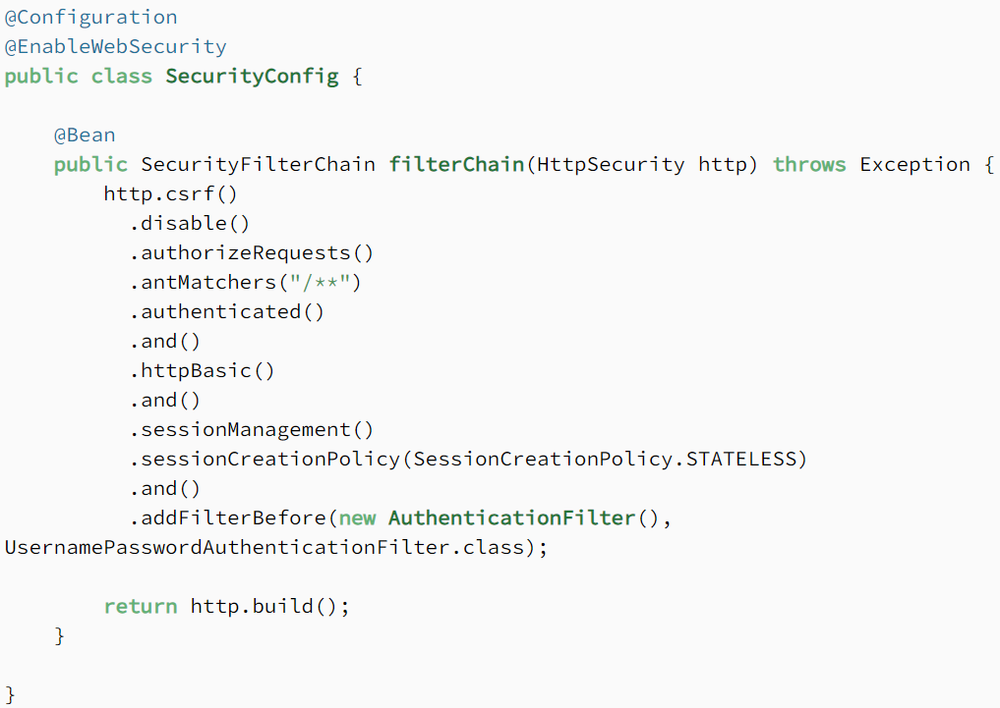 @Configuration
@EnableWebSecurity
public class SecurityConfig {
@Bean
public SecurityFilterChain filterChain(HttpSecurity http) throws Exception {
http.csrf()
.disable()
.authorizeRequests()
.antMatchers("/**")
.authenticated()
.and()
.httpBasic()
.and()
.sessionManagement()
.sessionCreationPolicy(SessionCreationPolicy.STATELESS)
.and()
.addFilterBefore(new AuthenticationFilter(),
UsernamePasswordAuthenticationFilter.class);
return http.build();
}
}